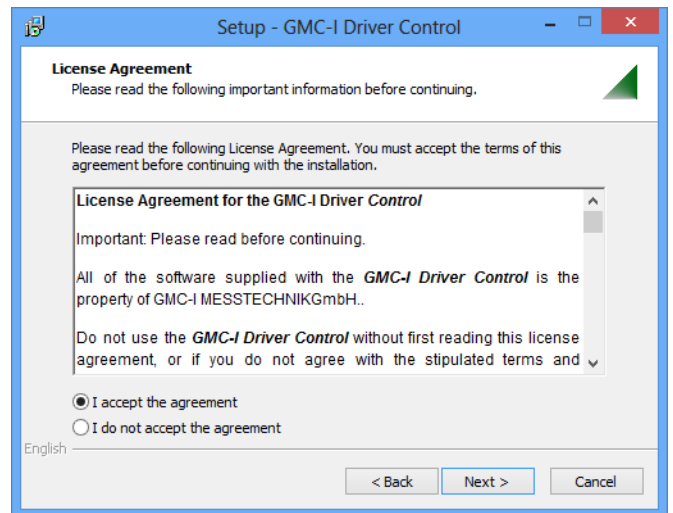 Setup - GMC-I Driver Control
License Agreement
Please read the following important information before continuing.
Please read the following License Agreement. You must accept the terms of this
agreement before continuing with the installation.
License Agreement for the GMC-I Driver Control
Important: Please read before continuing.
All of the software supplied with the GMC-I Driver Control is the
property of GMC-I MESSTECHNIKGmbH..
Do not use the GMC-I Driver Control without first reading this license
agreement, or if you do not agree with the stipulated terms and
I accept the agreement
I do not accept the agreement
English
< Back Next > Cancel